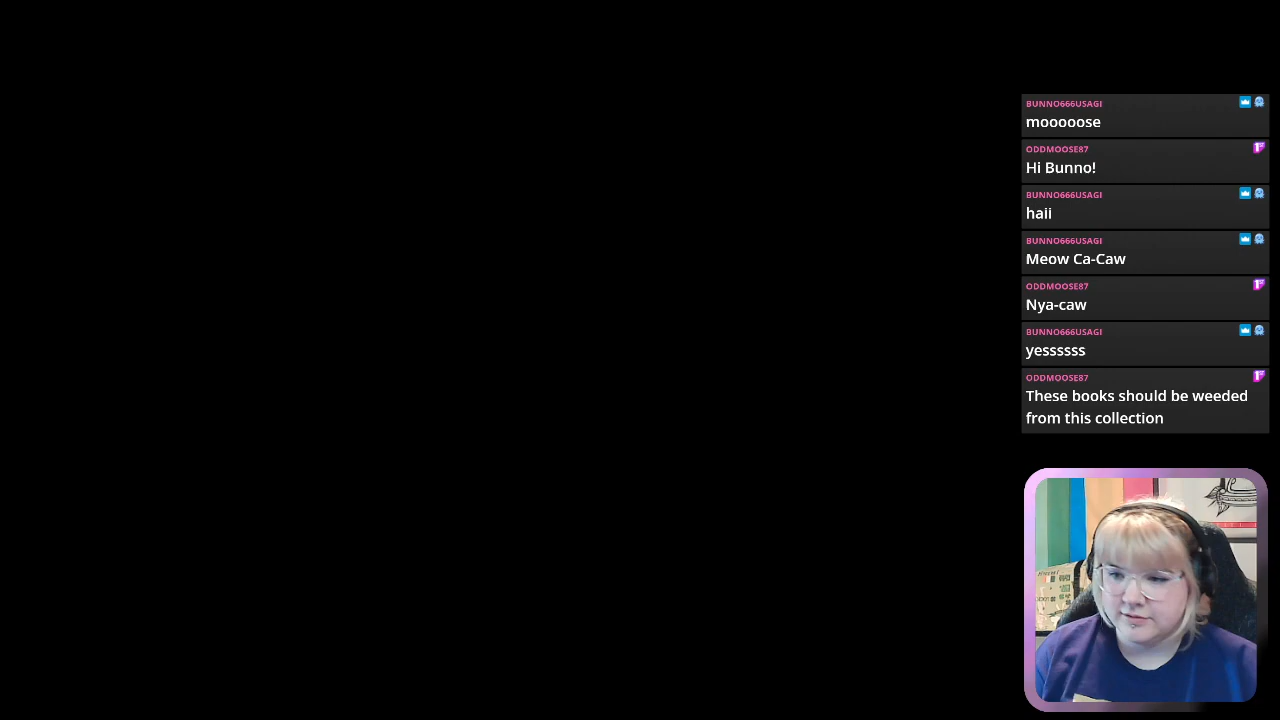 BUNNO666USAGI
mooooose
ODDMOOSE87
Hi Bunno!
BUNNO666USAGI
haii
BUNNO666USAGI
Meow Ca-Caw
ODDMOOSE87
Nya-caw
BUNNO666USAGI
yessssss
ODDMOOSE87
These books should be weeded
from this collection